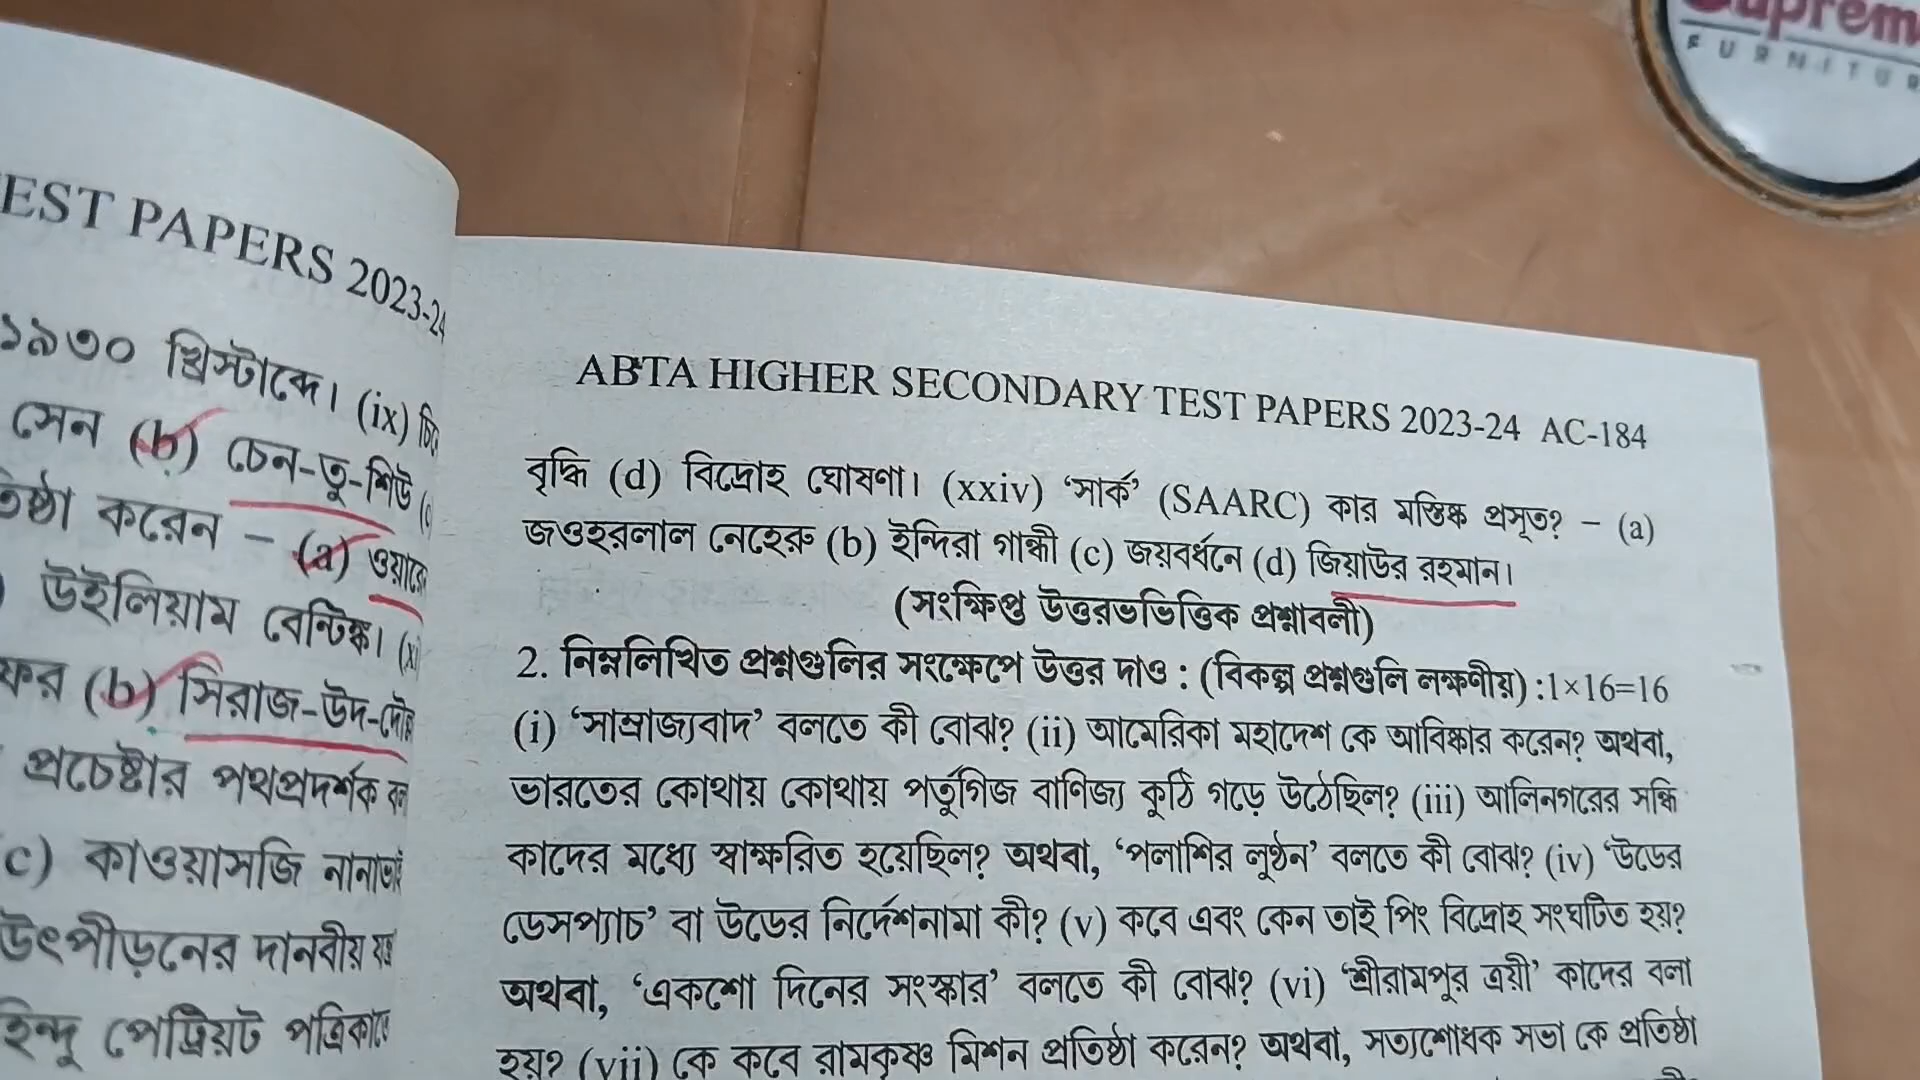 EST PAPERS 2023-24
১৯৩০ খ্রিস্টাব্দে। (ix)
সেন (b) চেন-তু-শিউ
করেন – (a)
উইলিয়াম বেন্টিঙ্ক।
(b) সিরাজ-উদ-দৌল
প্রচেষ্টার পথপ্রদর্শক
c) কাওয়াসজি
উৎপীড়নের দানবীয়
হিন্দু পেট্রিয়ট
ABTA HIGHER SECONDARY TEST PAPERS 2023-24 AC-184
বৃদ্ধি (d) বিদ্রোহ ঘোষণা। (xxiv) ‘সার্ক’ (SAARC) কার মস্তিষ্ক প্রসূত? – (a)
জওহরলাল নেহেরু (b) ইন্দিরা গান্ধী (c) জয়বর্ধনে (d) জিয়াউর রহমান।
(সংক্ষিপ্ত উত্তরভভিত্তিক প্রশ্নাবলী)
2. নিম্নলিখিত প্রশ্নগুলির সংক্ষেপে উত্তর দাও : (বিকল্প প্রশ্নগুলি লক্ষণীয়) :1×16=16
(i) ‘সাম্রাজ্যবাদ’ বলতে কী বোঝ? (ii) আমেরিকা মহাদেশ কে আবিষ্কার করেন? অথবা,
ভারতের কোথায় কোথায় পর্তুগিজ বাণিজ্য কুঠি গড়ে উঠেছিল? (iii) আলিনগরের সন্ধি
কাদের মধ্যে স্বাক্ষরিত হয়েছিল? অথবা, ‘পলাশির লুণ্ঠন’ বলতে কী বোঝ? (iv) ‘উডের
ডেসপ্যাচ’ বা উডের নির্দেশনামা কী? (v) কবে এবং কেন তাই পিং বিদ্রোহ সংঘটিত হয়?
অথবা, ‘একশো দিনের সংস্কার’ বলতে কী বোঝ? (vi) ‘শ্রীরামপুর ত্রয়ী’ কাদের বলা
হয়? (vii) কে কবে রামকৃষ্ণ মিশন প্রতিষ্ঠা করেন? অথবা, সত্যশোধক সভা কে প্রতিষ্ঠা
FURNITUR